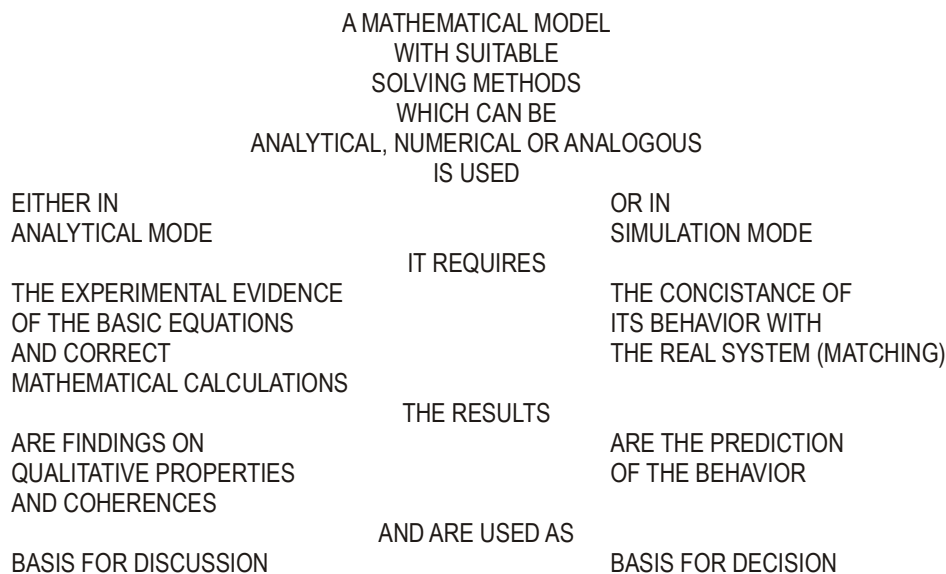 A MATHEMATICAL MODEL
WITH SUITABLE
SOLVING METHODS
WHICH CAN BE
ANALYTICAL, NUMERICAL OR ANALOGOUS
IS USED
EITHER IN
ANALYTICAL MODE
OR IN
SIMULATION MODE
IT REQUIRES
THE EXPERIMENTAL EVIDENCE
OF THE BASIC EQUATIONS
AND CORRECT
MATHEMATICAL CALCULATIONS
THE CONCISTANCE OF
ITS BEHAVIOR WITH
THE REAL SYSTEM (MATCHING)
THE RESULTS
ARE FINDINGS ON
QUALITATIVE PROPERTIES
AND COHERENCES
ARE THE PREDICTION
OF THE BEHAVIOR
AND ARE USED AS
BASIS FOR DISCUSSION
BASIS FOR DECISION